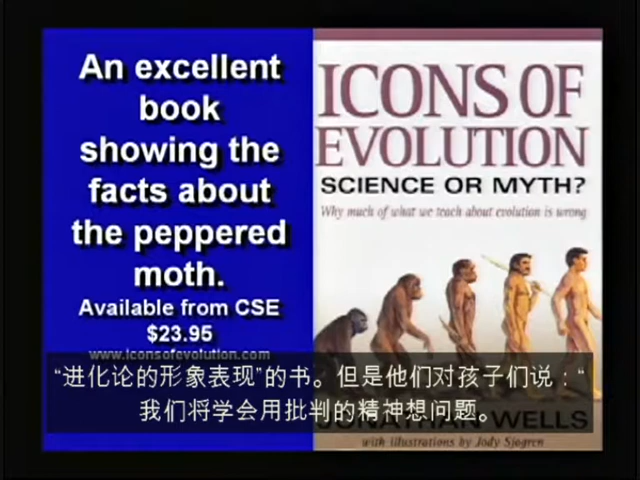 An excellent
book
showing the
facts about
the peppered
moth.
Available from CSE
$23.95
www.iconsofevolution.com
ICONS OF
EVOLUTION
SCIENCE OR MYTH?
Why much of what we teach about evolution is wrong
JONATHAN WELLS
with illustrations by Jody Sjogren
“进化论的形象表现”的书。但是他们对孩子们说：“
我们将学会用批判的精神想问题。